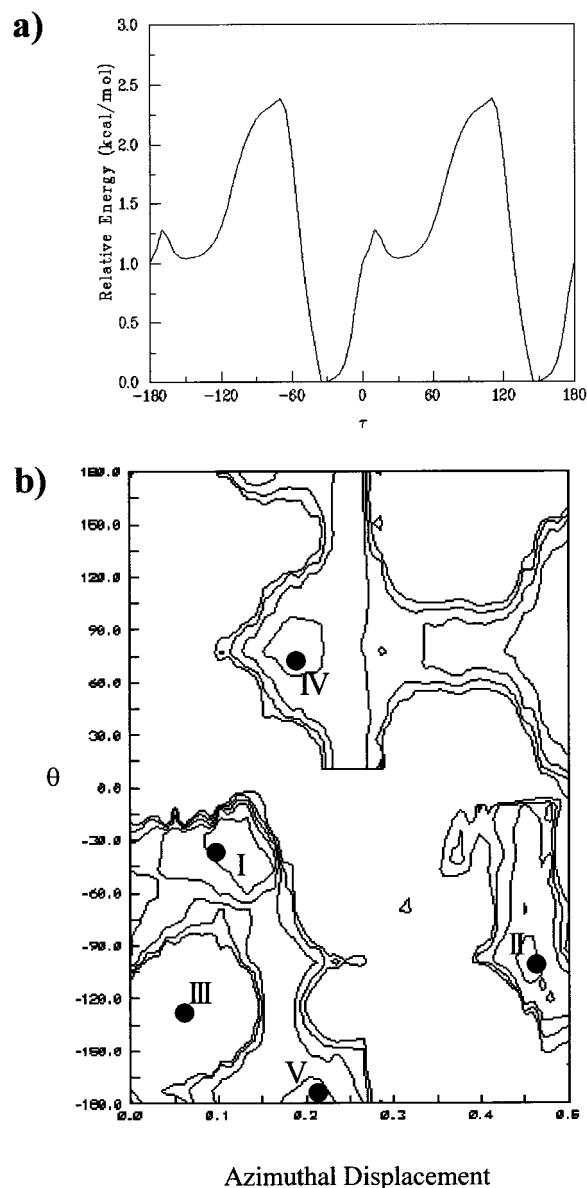 a)
Relative Energy (kcal/mol)
3.0
2.5
2.0
1.5
1.0
0.5
0.0
-180 -120 -60 0 60 120 180
τ
b)
θ
180.0
150.0
120.0
90.0
60.0
30.0
0.0
-30.0
-60.0
-90.0
-120.0
-150.0
-180.0
IV
I
II
III
V
0.0 0.1 0.2 0.3 0.4 0.5
Azimuthal Displacement